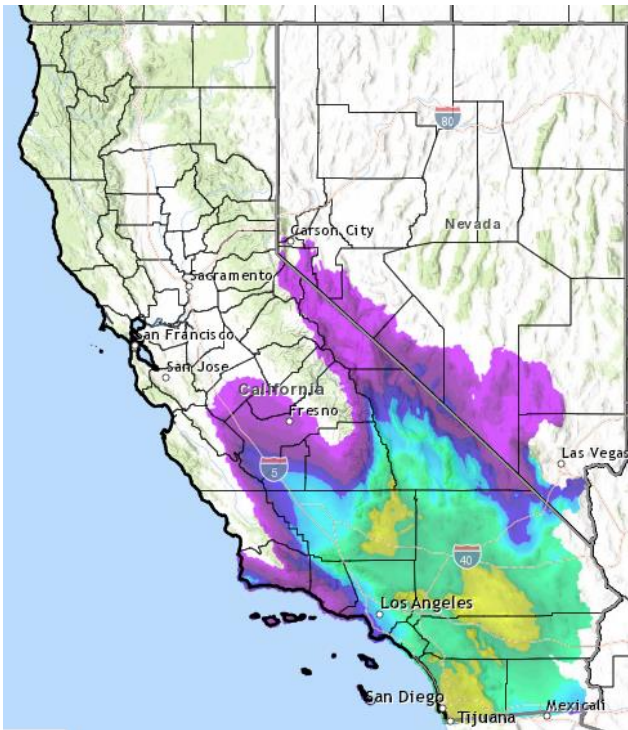 80
Nevada
Carson City
Sacramento
San Francisco
San Jose
California
Fresno
5
Las Vegas
40
Los Angeles
San Diego
Tijuana
Mexicali